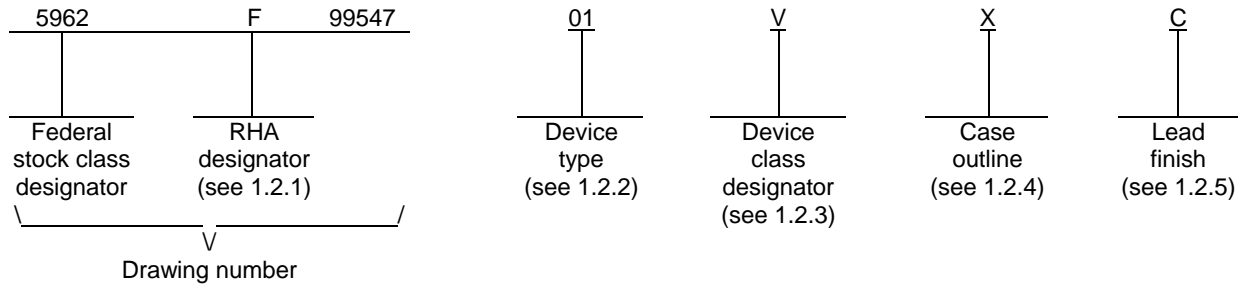 5962 F 99547 01 V X C
Federal RHA Device Device Case Lead
stock class designator type class outline finish
designator (see 1.2.1) (see 1.2.2) designator (see 1.2.4) (see 1.2.5)
(see 1.2.3)
\ /
\/
Drawing number